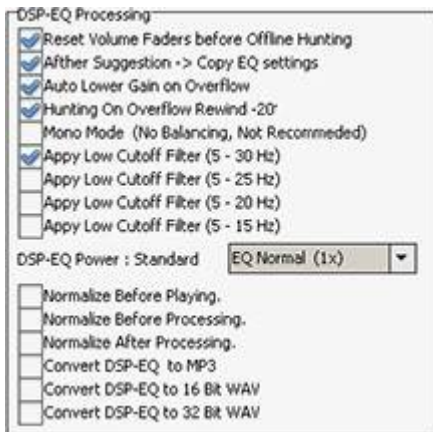 DSP-EQ Processing
Reset Volume Faders before Offline Hunting
Afther Suggestion -> Copy EQ settings
Auto Lower Gain on Overflow
Hunting On Overflow Rewind -20'
Mono Mode (No Balancing, Not Recommeded)
Appy Low Cutoff Filter (5 - 30 Hz)
Appy Low Cutoff Filter (5 - 25 Hz)
Appy Low Cutoff Filter (5 - 20 Hz)
Appy Low Cutoff Filter (5 - 15 Hz)
DSP-EQ Power : Standard EQ Normal (1x)
Normalize Before Playing.
Normalize Before Processing.
Normalize After Processing.
Convert DSP-EQ to MP3
Convert DSP-EQ to 16 Bit WAV
Convert DSP-EQ to 32 Bit WAV